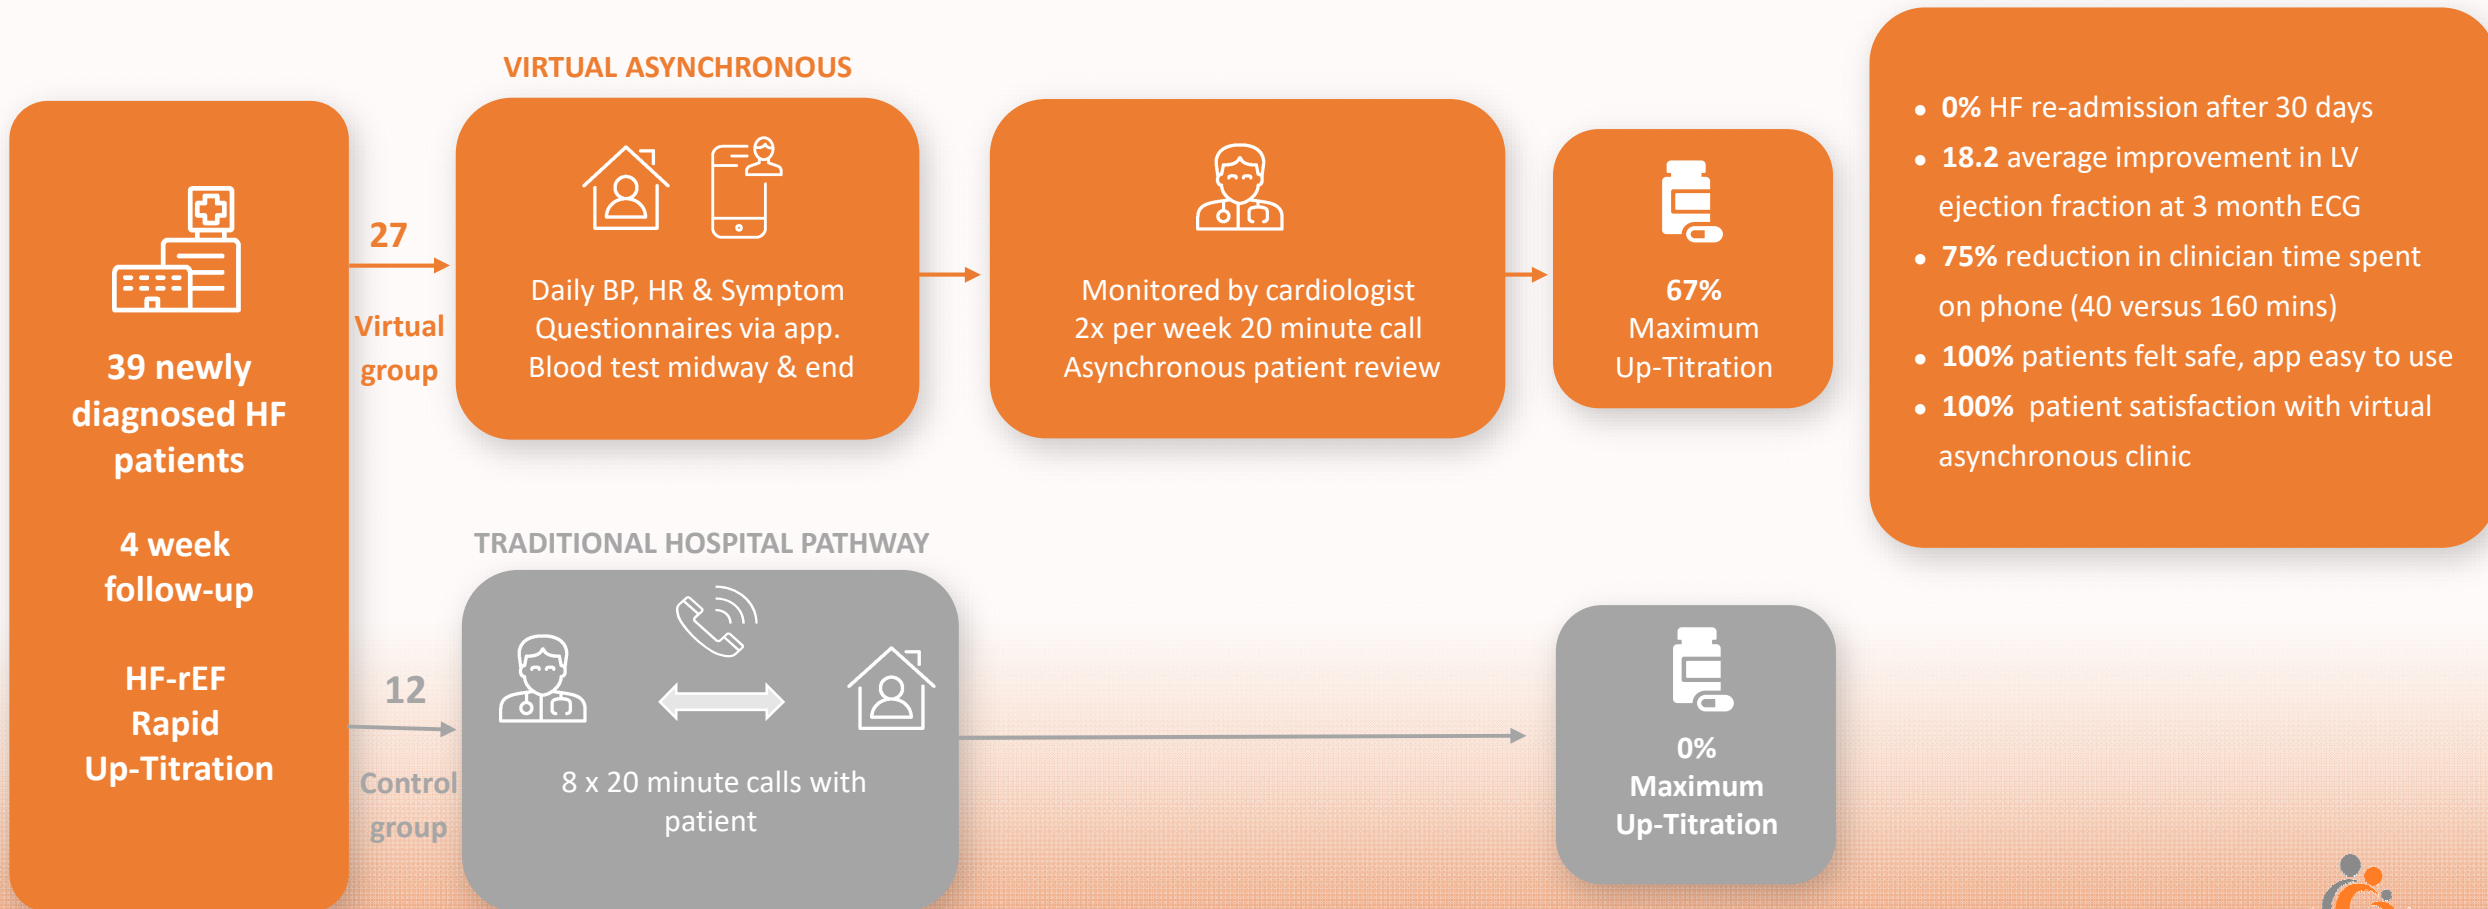 39 newly
diagnosed HF
patients
4 week
follow-up
HF-rEF
Rapid
Up-Titration
27
Virtual
group
VIRTUAL ASYNCHRONOUS
Daily BP, HR & Symptom
Questionnaires via app.
Blood test midway & end
Monitored by cardiologist
2x per week 20 minute call
Asynchronous patient review
67%
Maximum
Up-Titration
• 0% HF re-admission after 30 days
• 18.2 average improvement in LV
ejection fraction at 3 month ECG
• 75% reduction in clinician time spent
on phone (40 versus 160 mins)
• 100% patients felt safe, app easy to use
• 100% patient satisfaction with virtual
asynchronous clinic
12
Control
group
TRADITIONAL HOSPITAL PATHWAY
8 x 20 minute calls with
patient
0%
Maximum
Up-Titration